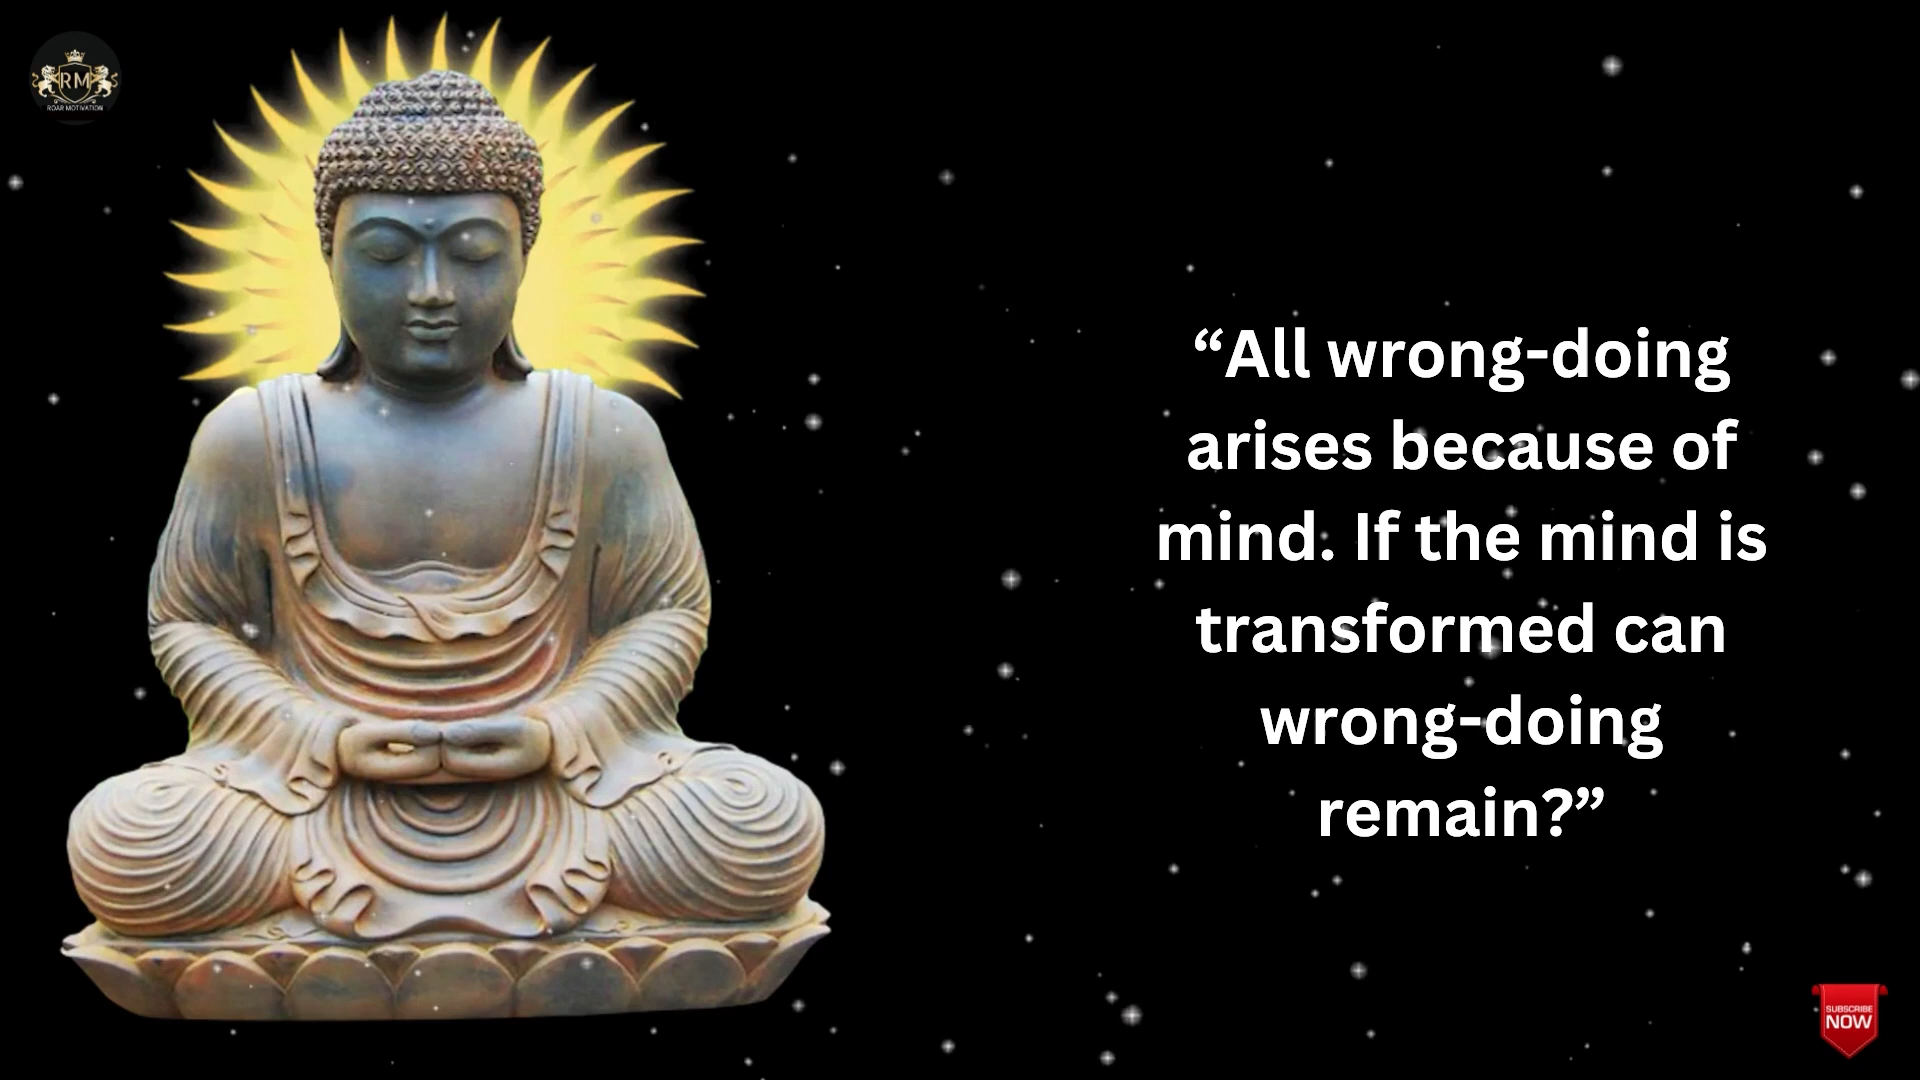 RM
ROAR MOTIVATION
“All wrong-doing
arises because of
mind. If the mind is
transformed can
wrong-doing
remain?”
SUBSCRIBE
NOW